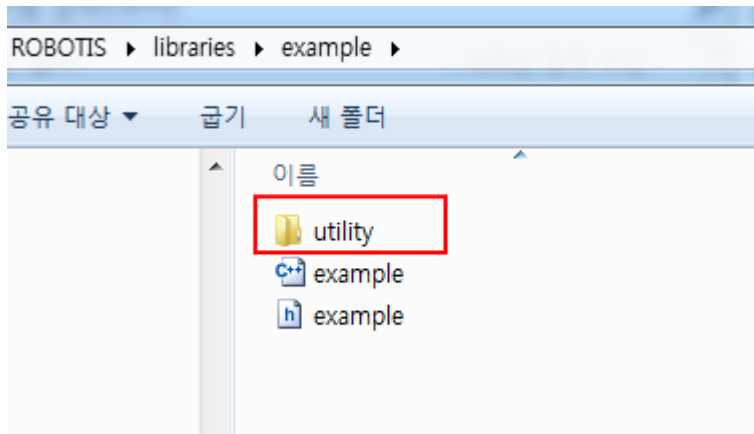 ROBOTIS ▸ libraries ▸ example ▸
공유 대상 ▼ 굽기 새 폴더
이름
utility
C++ example
h example